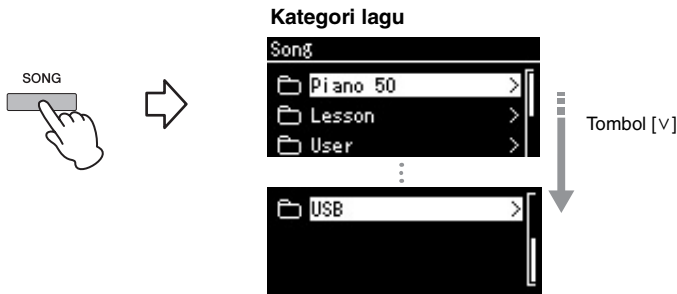 Kategori lagu
SONG
Song
Piano 50 >
Lesson >
User >
Tombol [∨]
USB >